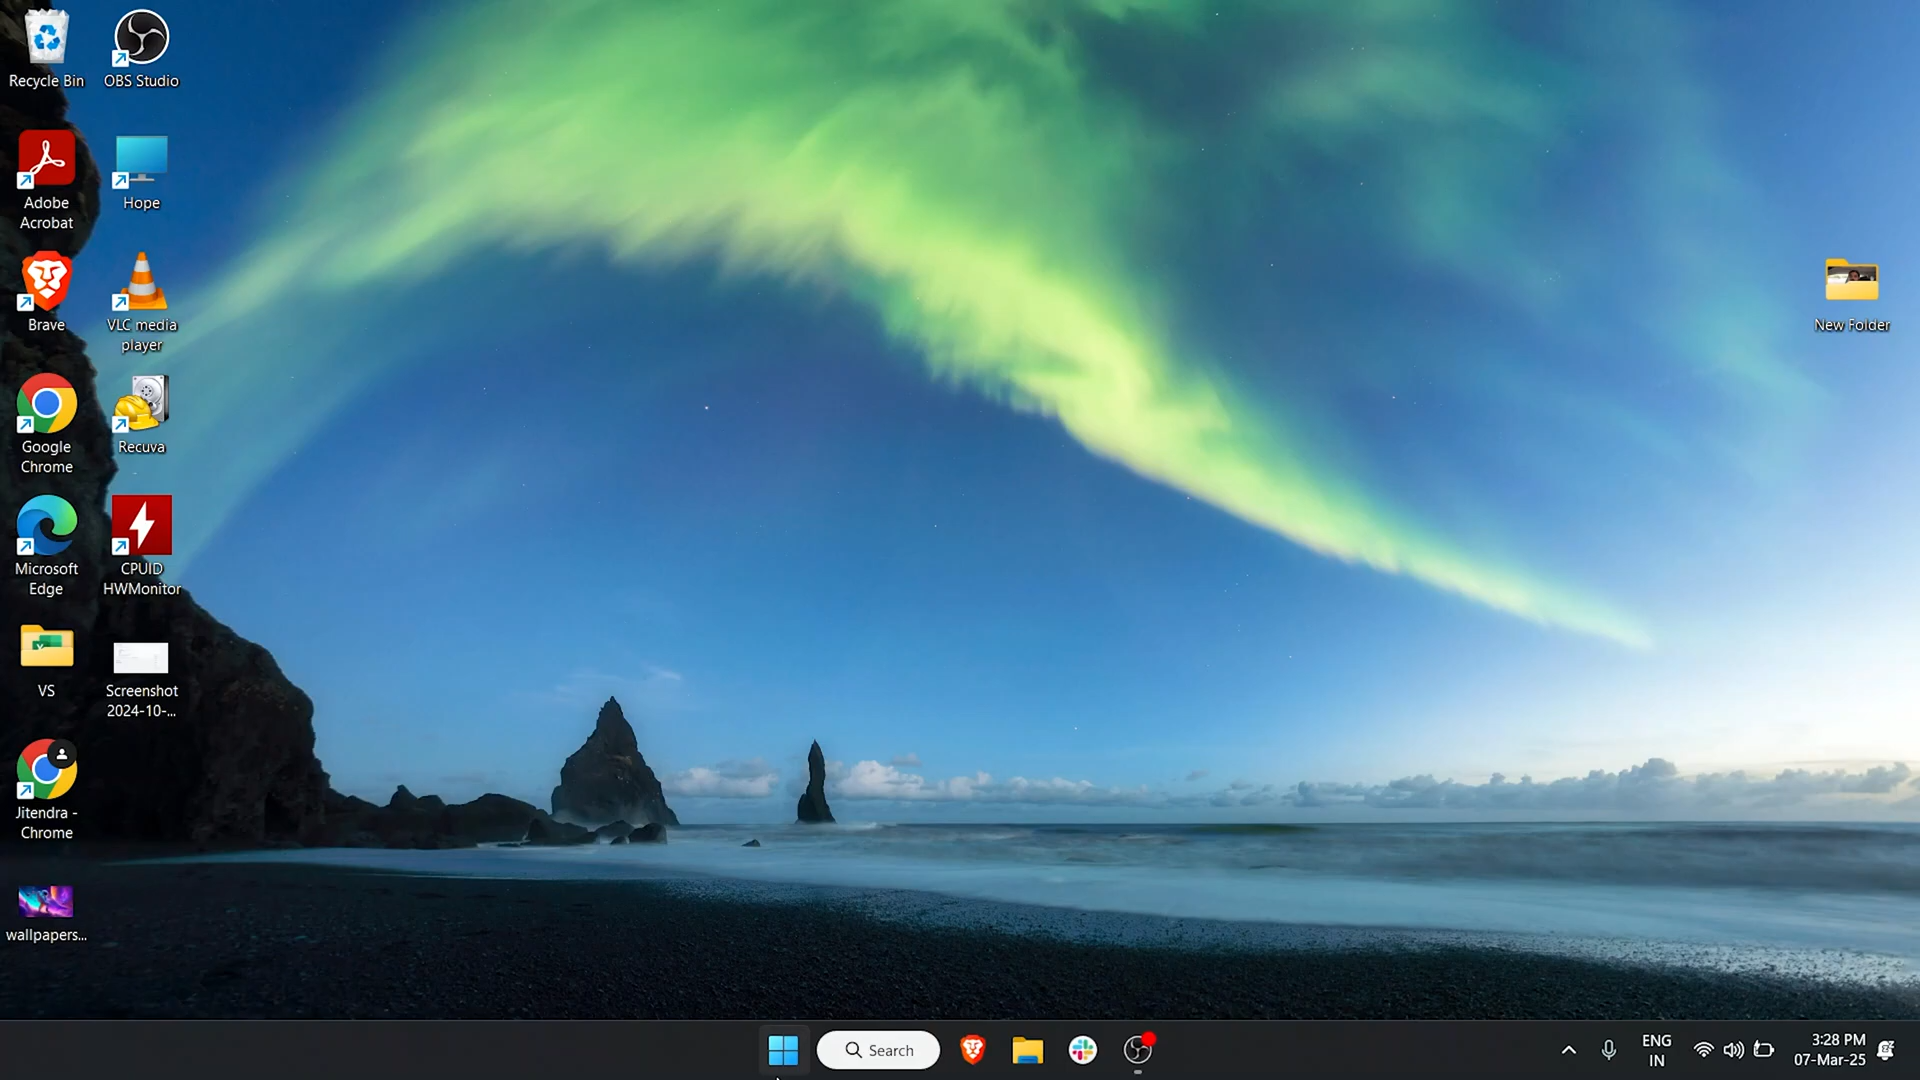 Recycle Bin
OBS Studio
Adobe
Acrobat
Hope
Brave
VLC media
player
Google
Chrome
Recuva
Microsoft
Edge
CPUID
HWMonitor
VS
Screenshot
2024-10-...
Jitendra -
Chrome
wallpapers...
New Folder
Search
ENG
IN
3:28 PM
07-Mar-25